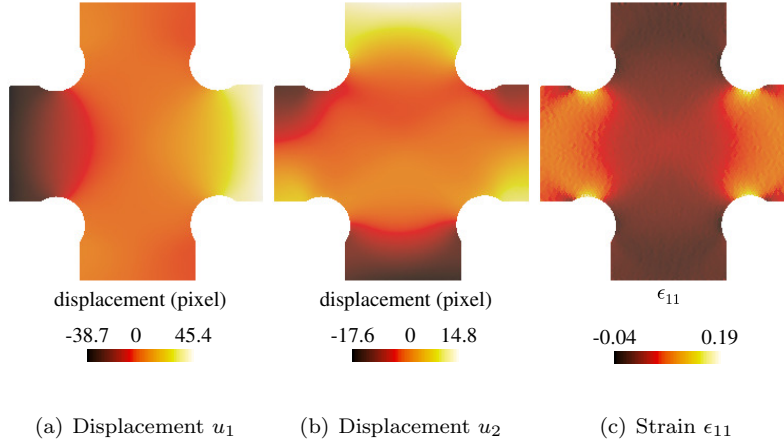 displacement (pixel) displacement (pixel) ϵ11
-38.7 0 45.4 -17.6 0 14.8 -0.04 0.19
(a) Displacement u1 (b) Displacement u2 (c) Strain ϵ11